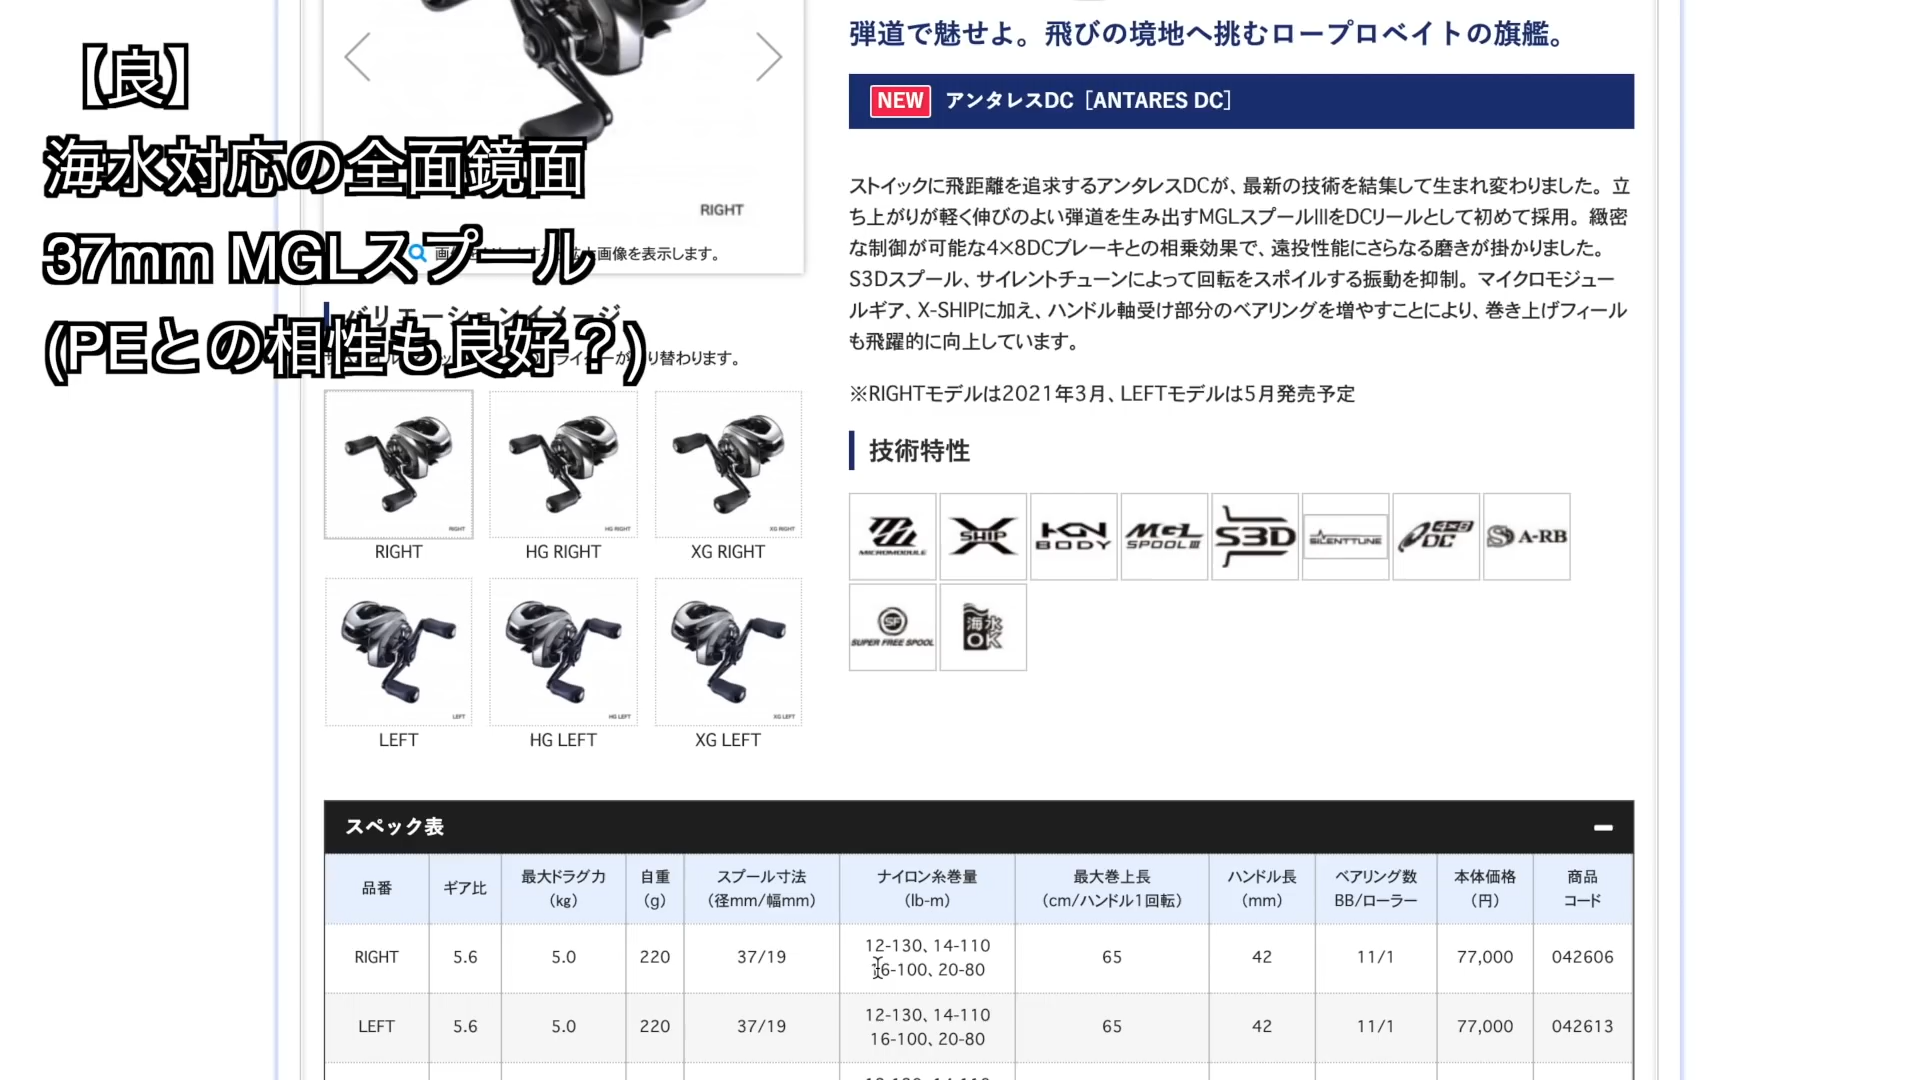 【良】
海水対応の全面鏡面
37mm MGLスプール
(PEとの相性も良好？)
RIGHT
画像を
画像を表示します。
バリエーションイメージ
り替わります。
RIGHT
HG RIGHT
XG RIGHT
RIGHT
HG RIGHT
XG RIGHT
LEFT
HG LEFT
XG LEFT
LEFT
HG LEFT
XG LEFT
弾道で魅せよ。飛びの境地へ挑むロープロベイトの旗艦。
NEW アンタレスDC［ANTARES DC］
ストイックに飛距離を追求するアンタレスDCが、最新の技術を結集して生まれ変わりました。立
ち上がりが軽く伸びのよい弾道を生み出すMGLスプールIIIをDCリールとして初めて採用。緻密
な制御が可能な4×8DCブレーキとの相乗効果で、遠投性能にさらなる磨きが掛かりました。
S3Dスプール、サイレントチューンによって回転をスポイルする振動を抑制。マイクロモジュー
ルギア、X-SHIPに加え、ハンドル軸受け部分のベアリングを増やすことにより、巻き上げフィール
も飛躍的に向上しています。
※RIGHTモデルは2021年3月、LEFTモデルは5月発売予定
技術特性
MICROMODULE
X SHIP
HGN BODY
MGL SPOOL III
S3D
SILENTTUNE
4×8 DC
S A-RB
SF SUPER FREE SPOOL
海水OK
スペック表
品番 ギア比 最大ドラグ力（kg） 自重（g） スプール寸法（径mm/幅mm） ナイロン糸巻量（lb-m） 最大巻上長（cm/ハンドル1回転） ハンドル長（mm） ベアリング数BB/ローラー 本体価格（円） 商品コード
RIGHT 5.6 5.0 220 37/19 12-130、14-110 16-100、20-80 65 42 11/1 77,000 042606
LEFT 5.6 5.0 220 37/19 12-130、14-110 16-100、20-80 65 42 11/1 77,000 042613